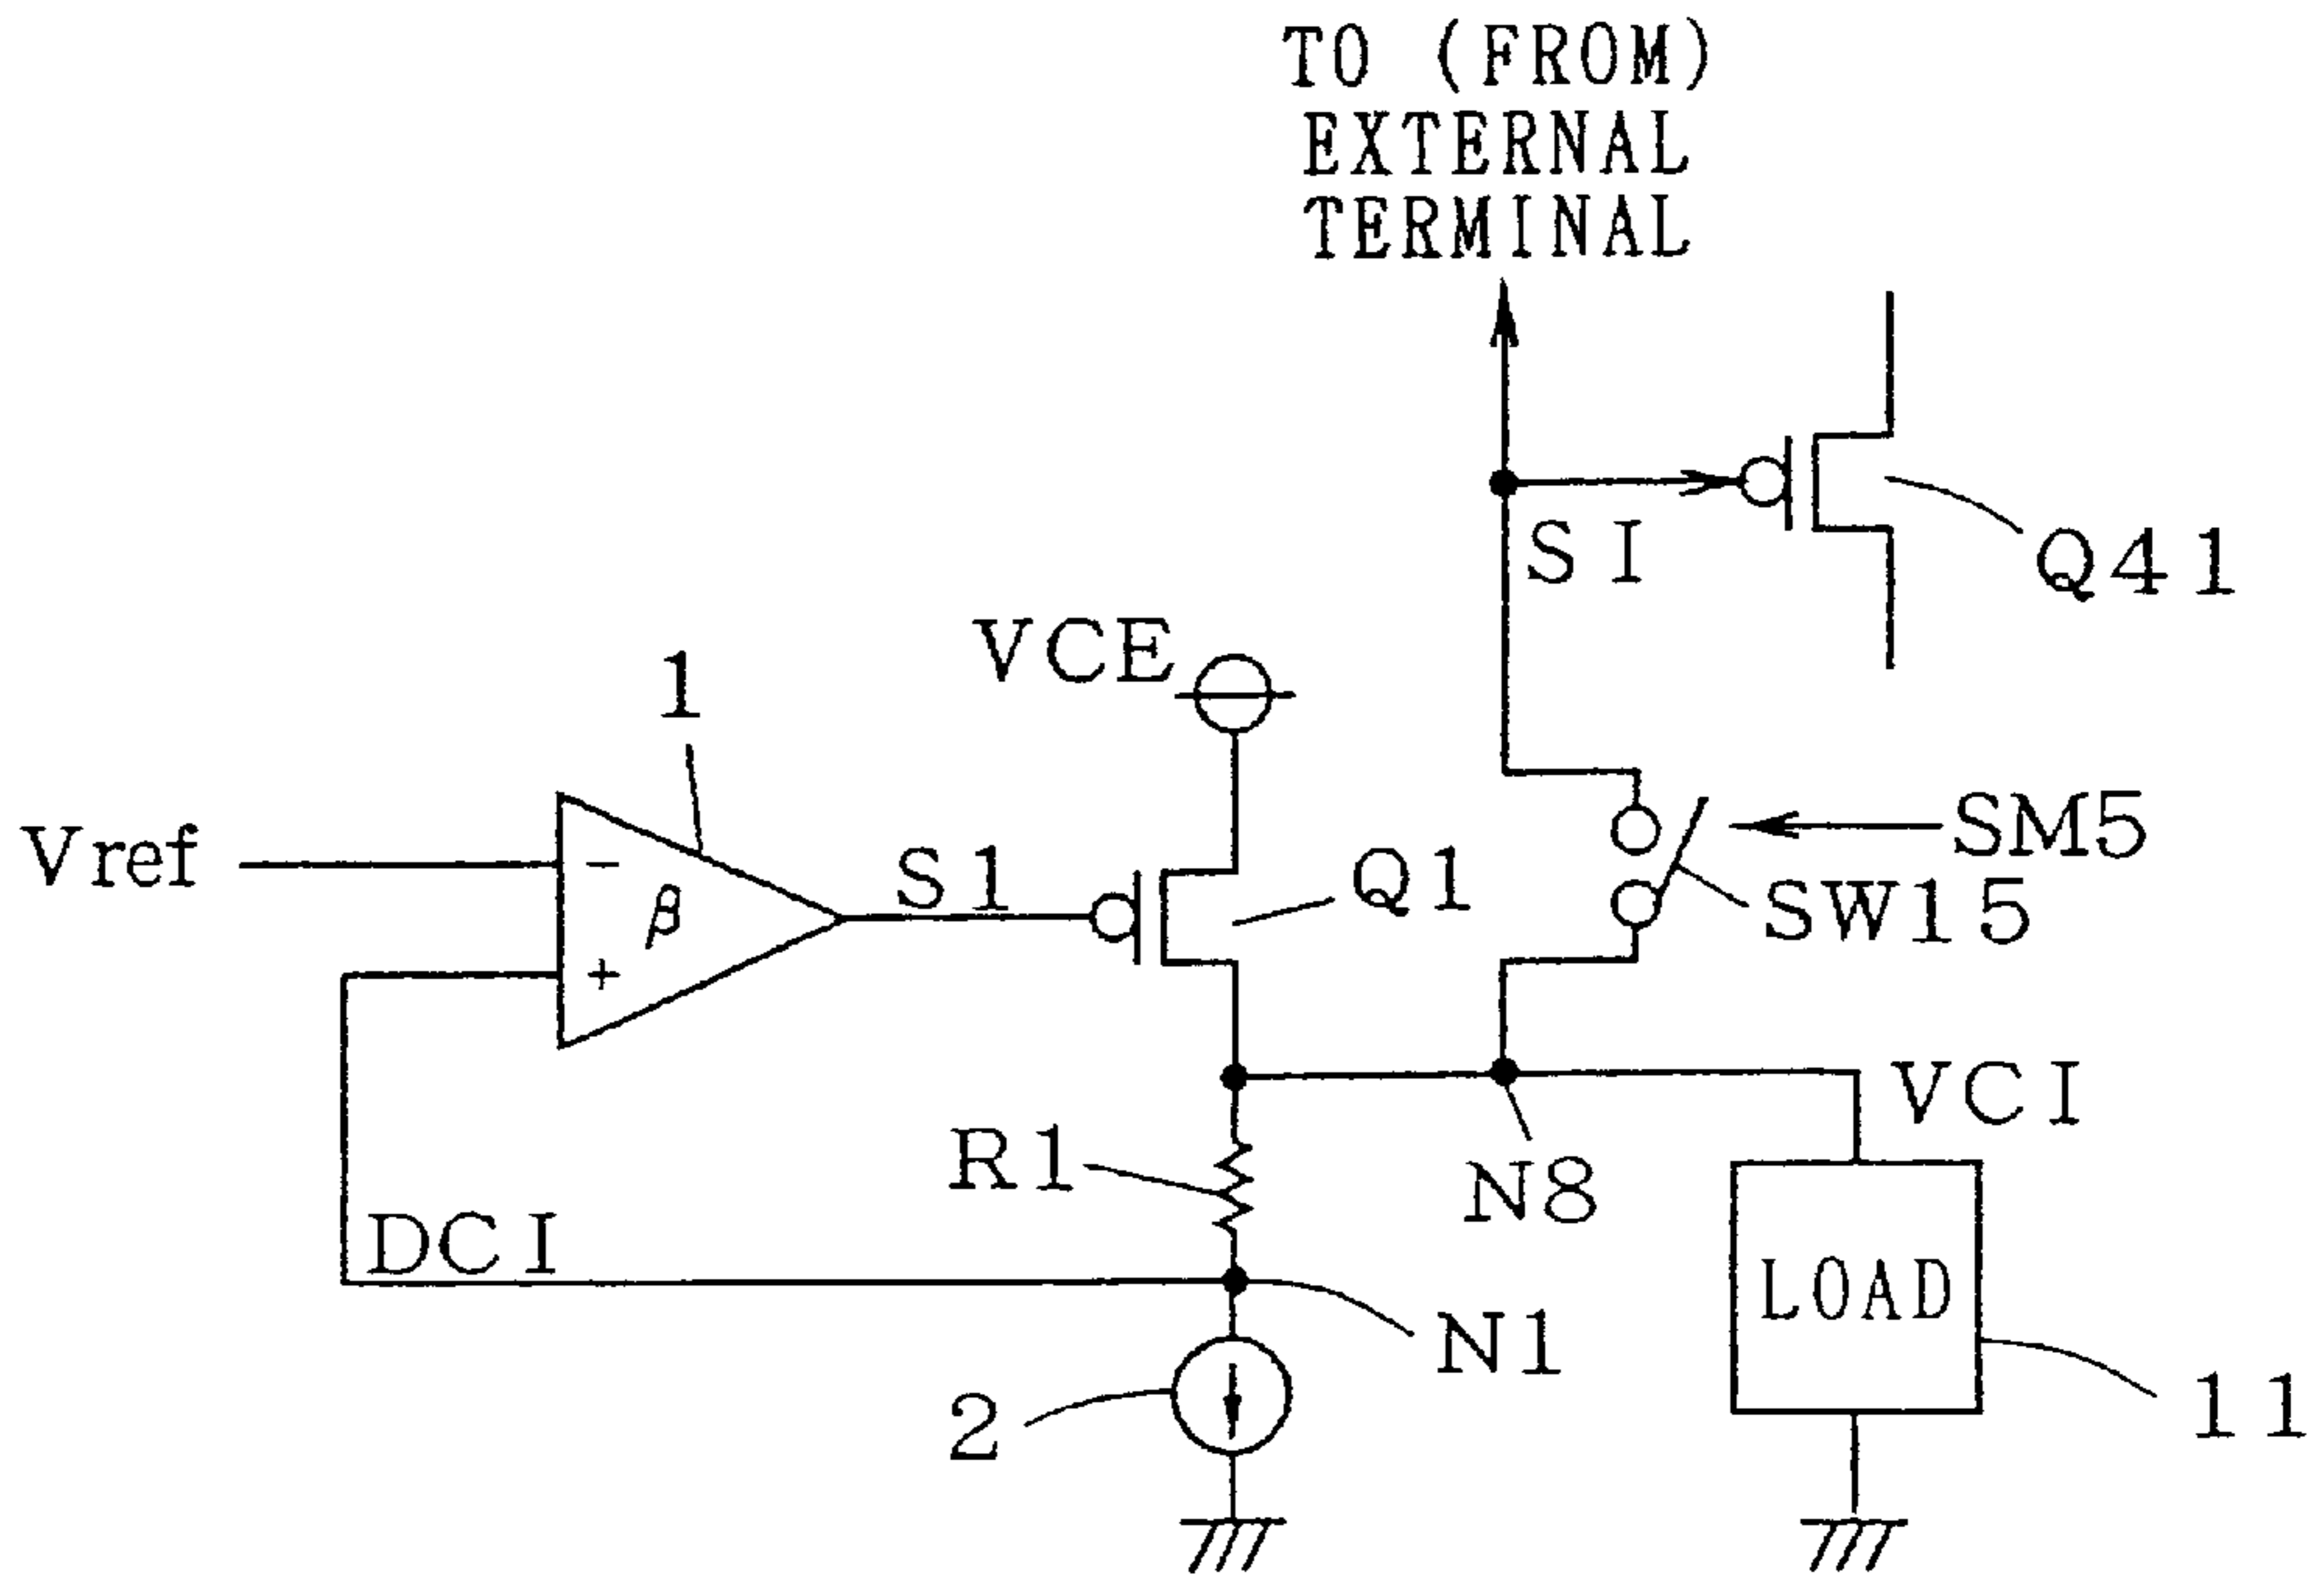 TO (FROM)
EXTERNAL
TERMINAL
SI
Q41
VCE
1
Vref
−
β
+
S1
Q1
SM5
SW15
VCI
R1
N8
DCI
LOAD
N1
2
11